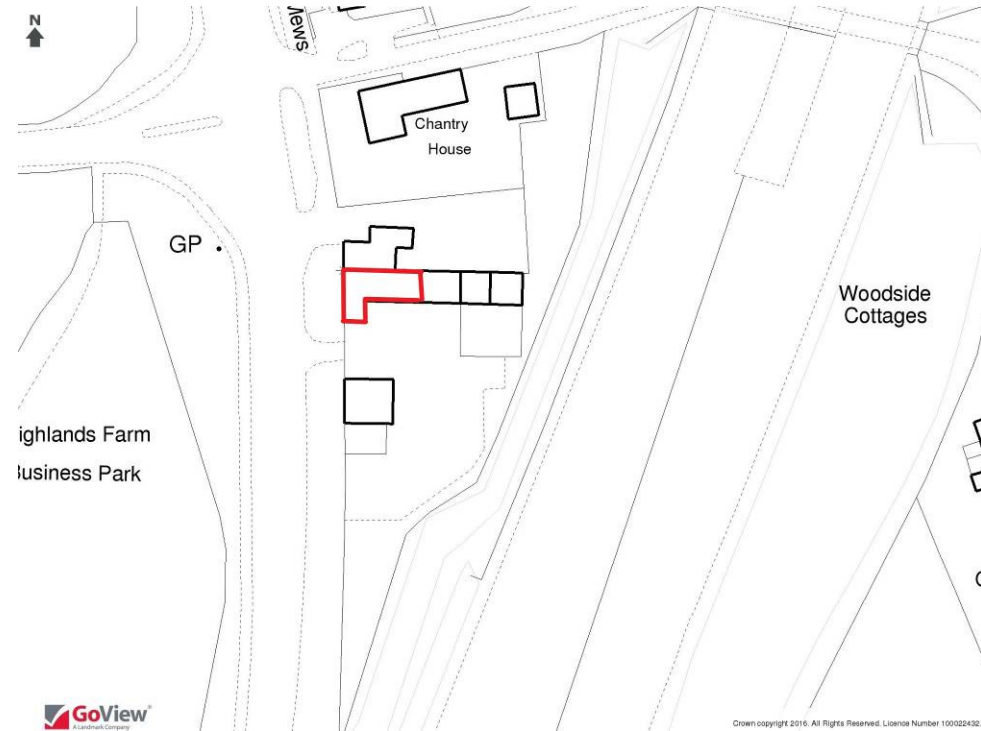 N
Mews
Chantry
House
GP
Woodside
Cottages
ighlands Farm
Business Park
GoView®
A Landmark Company
Crown copyright 2016. All Rights Reserved. Licence Number 100022432.